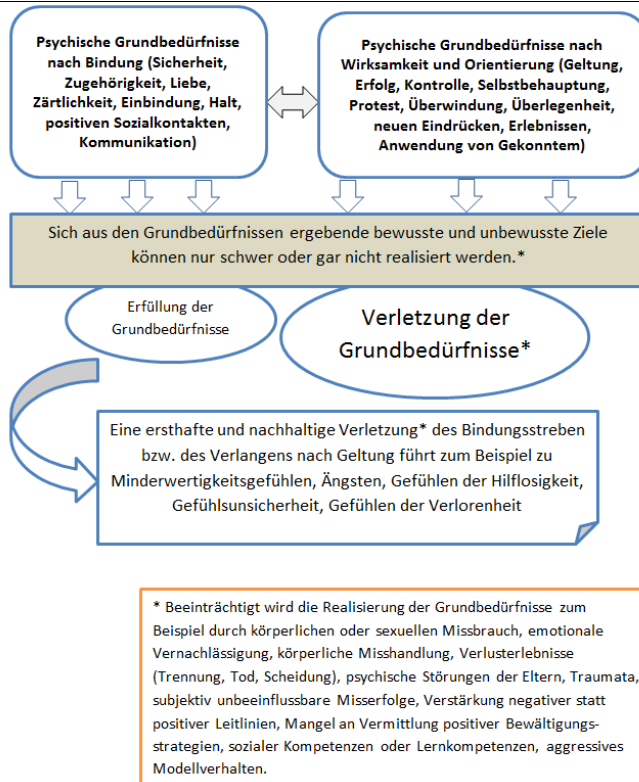 Psychische Grundbedürfnisse
nach Bindung (Sicherheit,
Zugehörigkeit, Liebe,
Zärtlichkeit, Einbindung, Halt,
positiven Sozialkontakten,
Kommunikation)
Psychische Grundbedürfnisse nach
Wirksamkeit und Orientierung (Geltung,
Erfolg, Kontrolle, Selbstbehauptung,
Protest, Überwindung, Überlegenheit,
neuen Eindrücken, Erlebnissen,
Anwendung von Gekonntem)
Sich aus den Grundbedürfnissen ergebende bewusste und unbewusste Ziele
können nur schwer oder gar nicht realisiert werden.*
Erfüllung der
Grundbedürfnisse
Verletzung der
Grundbedürfnisse*
Eine ersthafte und nachhaltige Verletzung* des Bindungsstreben
bzw. des Verlangens nach Geltung führt zum Beispiel zu
Minderwertigkeitsgefühlen, Ängsten, Gefühlen der Hilflosigkeit,
Gefühlsunsicherheit, Gefühlen der Verlorenheit
* Beeinträchtigt wird die Realisierung der Grundbedürfnisse zum
Beispiel durch körperlichen oder sexuellen Missbrauch, emotionale
Vernachlässigung, körperliche Misshandlung, Verlusterlebnisse
(Trennung, Tod, Scheidung), psychische Störungen der Eltern, Traumata,
subjektiv unbeeinflussbare Misserfolge, Verstärkung negativer statt
positiver Leitlinien, Mangel an Vermittlung positiver Bewältigungs-
strategien, sozialer Kompetenzen oder Lernkompetenzen, aggressives
Modellverhalten.